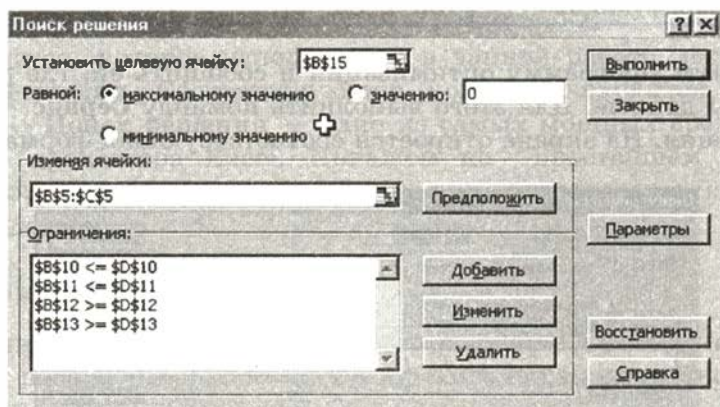 Поиск решения
Установить целевую ячейку: $B$15 Выполнить
Равной: максимальному значению значению: 0 Закрыть
минимальному значению
Изменяя ячейки:
$B$5:$C$5 Предположить
Ограничения: Параметры
$B$10 <= $D$10 Добавить
$B$11 <= $D$11
$B$12 >= $D$12 Изменить
$B$13 >= $D$13 Восстановить
Удалить
Справка